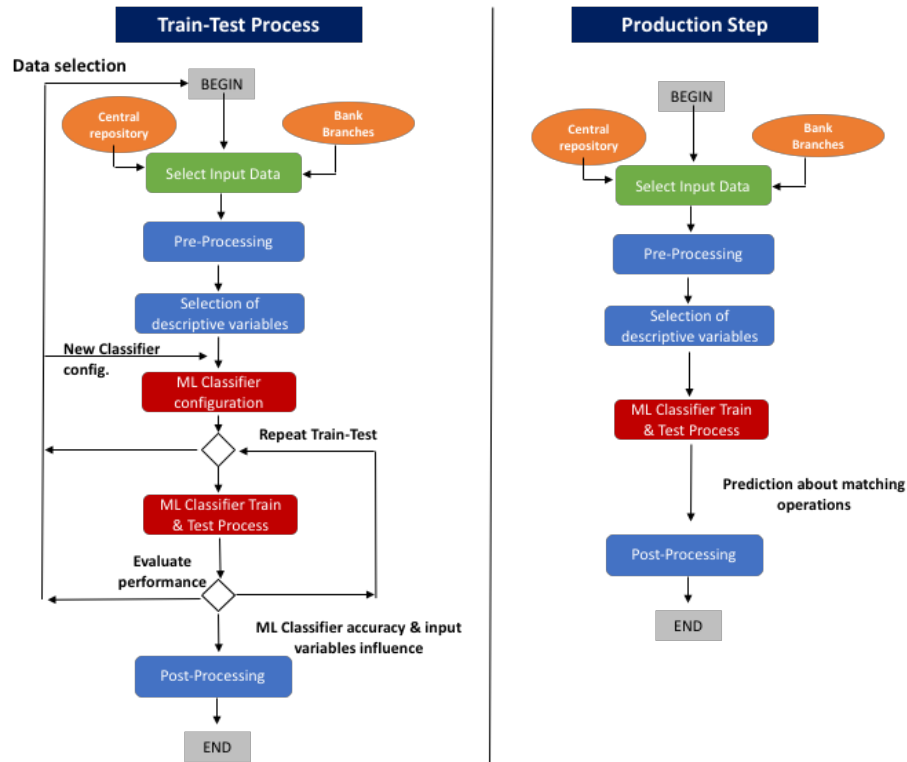 Train-Test Process
Data selection
BEGIN
Central
repository
Bank
Branches
Select Input Data
Pre-Processing
Selection of
descriptive variables
New Classifier
config.
ML Classifier
configuration
Repeat Train-Test
ML Classifier Train
& Test Process
Evaluate
performance
ML Classifier accuracy & input
variables influence
Post-Processing
END
Production Step
BEGIN
Central
repository
Bank
Branches
Select Input Data
Pre-Processing
Selection of
descriptive variables
ML Classifier Train
& Test Process
Prediction about matching
operations
Post-Processing
END